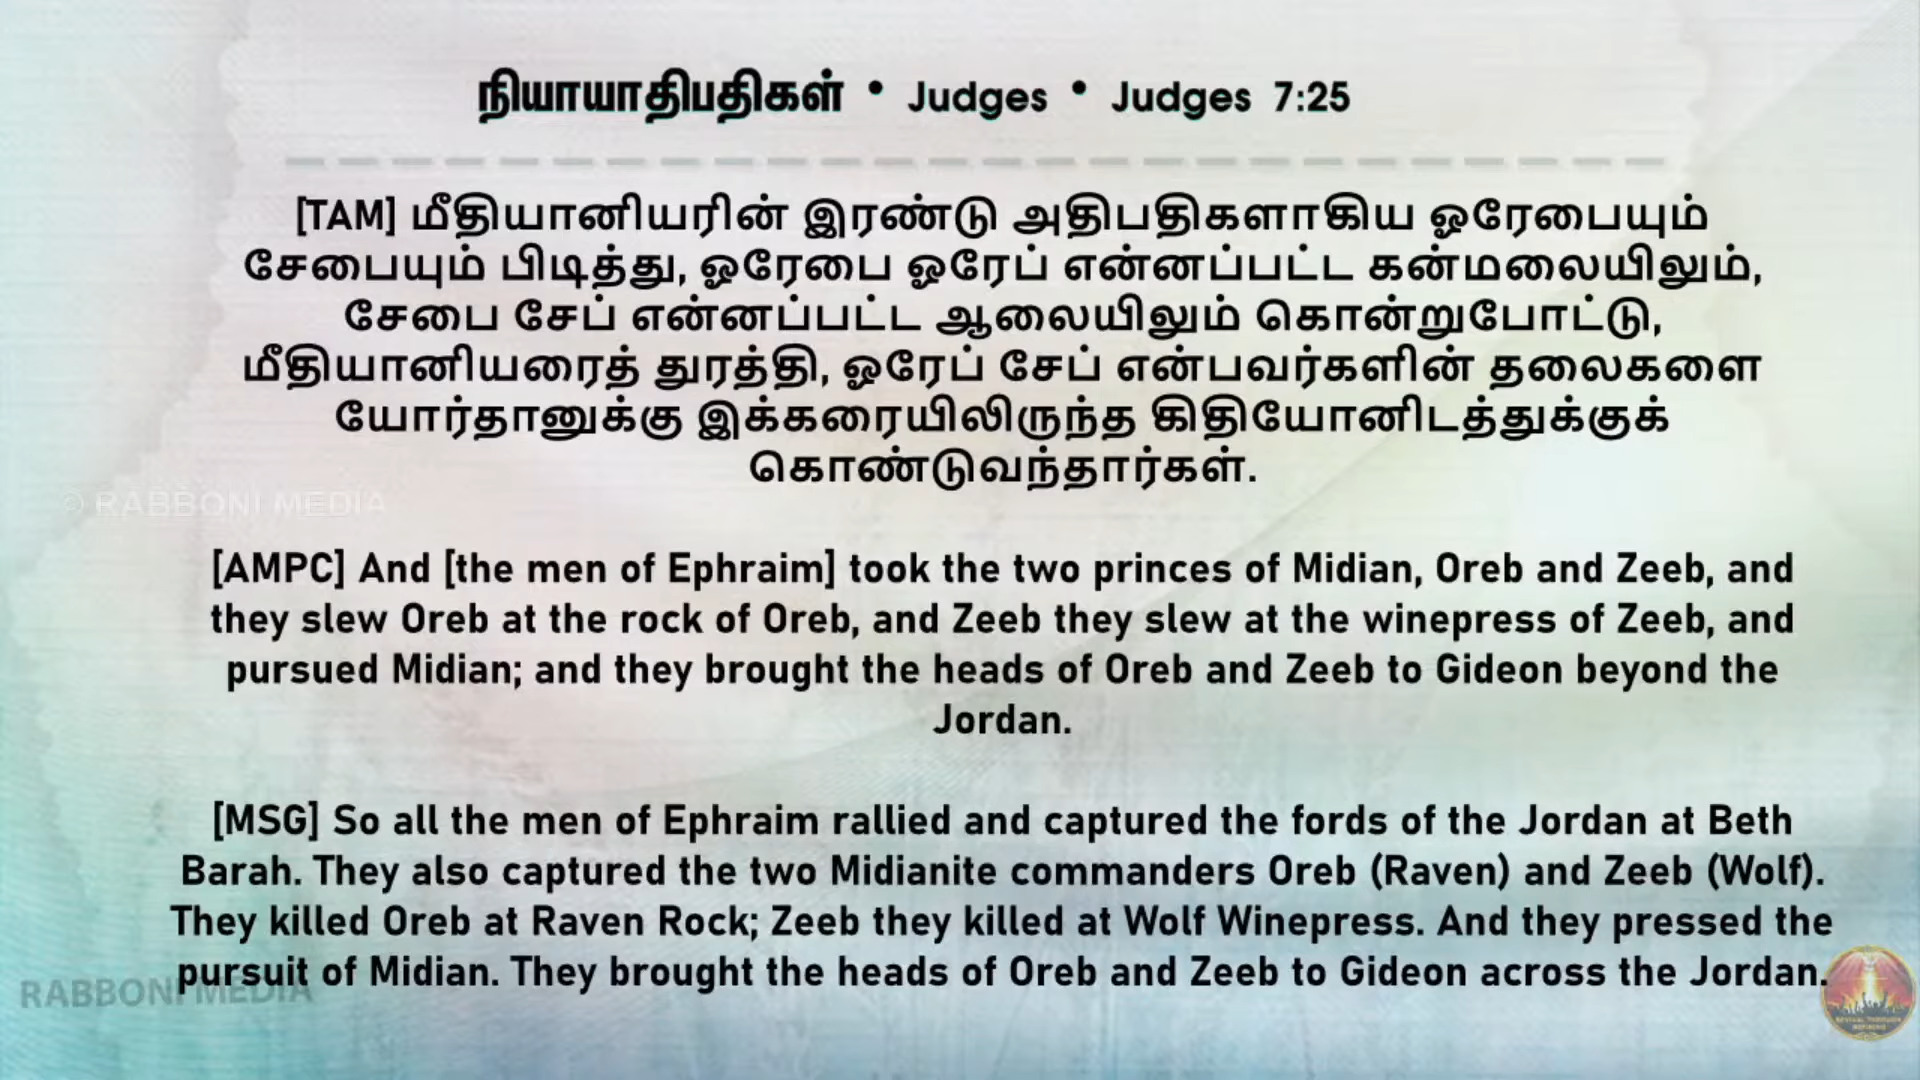 நியாயாதிபதிகள் • Judges • Judges 7:25
[TAM] மீதியானியரின் இரண்டு அதிபதிகளாகிய ஓரேபையும்
சேபையும் பிடித்து, ஓரேபை ஓரேப் என்னப்பட்ட கன்மலையிலும்,
சேபை சேப் என்னப்பட்ட ஆலையிலும் கொன்றுபோட்டு,
மீதியானியரைத் துரத்தி, ஓரேப் சேப் என்பவர்களின் தலைகளை
யோர்தானுக்கு இக்கரையிலிருந்த கிதியோனிடத்துக்குக்
கொண்டுவந்தார்கள்.
© RABBONI MEDIA
[AMPC] And [the men of Ephraim] took the two princes of Midian, Oreb and Zeeb, and
they slew Oreb at the rock of Oreb, and Zeeb they slew at the winepress of Zeeb, and
pursued Midian; and they brought the heads of Oreb and Zeeb to Gideon beyond the
Jordan.
[MSG] So all the men of Ephraim rallied and captured the fords of the Jordan at Beth
Barah. They also captured the two Midianite commanders Oreb (Raven) and Zeeb (Wolf).
They killed Oreb at Raven Rock; Zeeb they killed at Wolf Winepress. And they pressed the
pursuit of Midian. They brought the heads of Oreb and Zeeb to Gideon across the Jordan.
RABBONI MEDIA